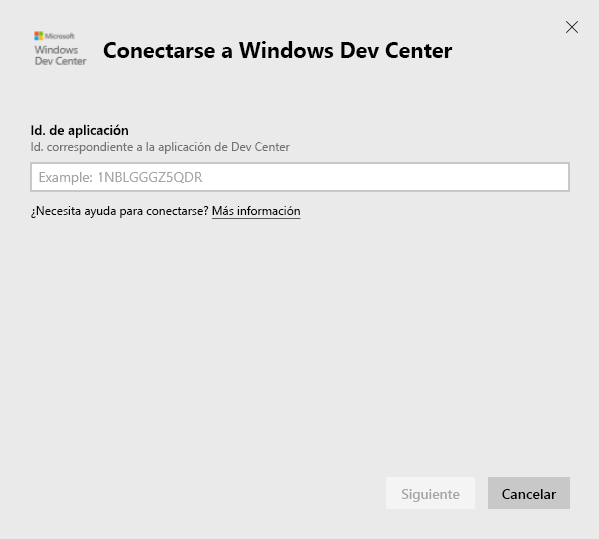 Microsoft
Windows
Dev Center
Conectarse a Windows Dev Center
Id. de aplicación
Id. correspondiente a la aplicación de Dev Center
Example: 1NBLGGGZ5QDR
¿Necesita ayuda para conectarse? Más información
Siguiente
Cancelar